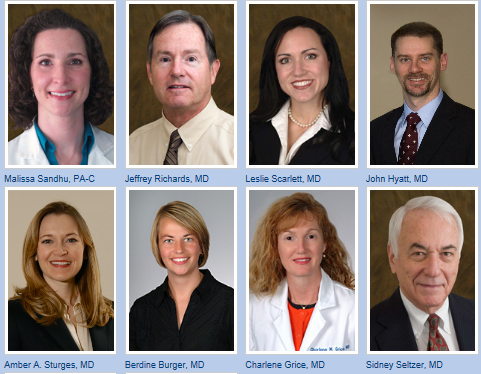 Malissa Sandhu, PA-C
Jeffrey Richards, MD
Leslie Scarlett, MD
John Hyatt, MD
Amber A. Sturges, MD
Berdine Burger, MD
Charlene Grice, MD
Sidney Seltzer, MD